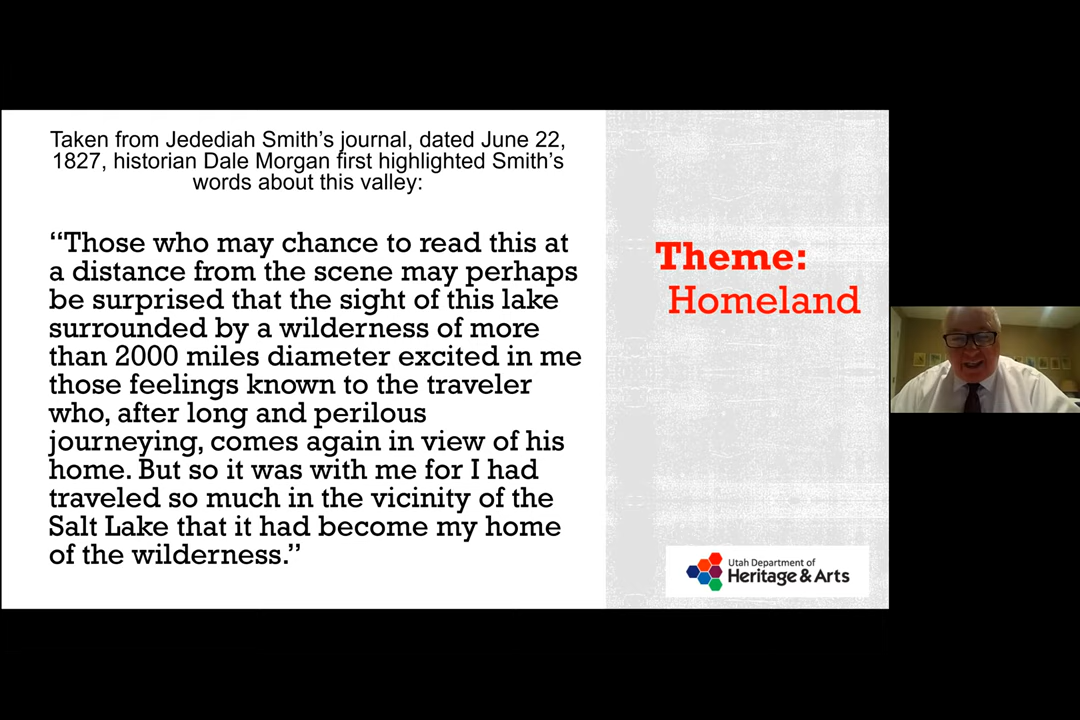 Taken from Jedediah Smith’s journal, dated June 22,
1827, historian Dale Morgan first highlighted Smith’s
words about this valley:
“Those who may chance to read this at
a distance from the scene may perhaps
be surprised that the sight of this lake
surrounded by a wilderness of more
than 2000 miles diameter excited in me
those feelings known to the traveler
who, after long and perilous
journeying, comes again in view of his
home. But so it was with me for I had
traveled so much in the vicinity of the
Salt Lake that it had become my home
of the wilderness.”
Theme:
Homeland
Utah Department of
Heritage & Arts